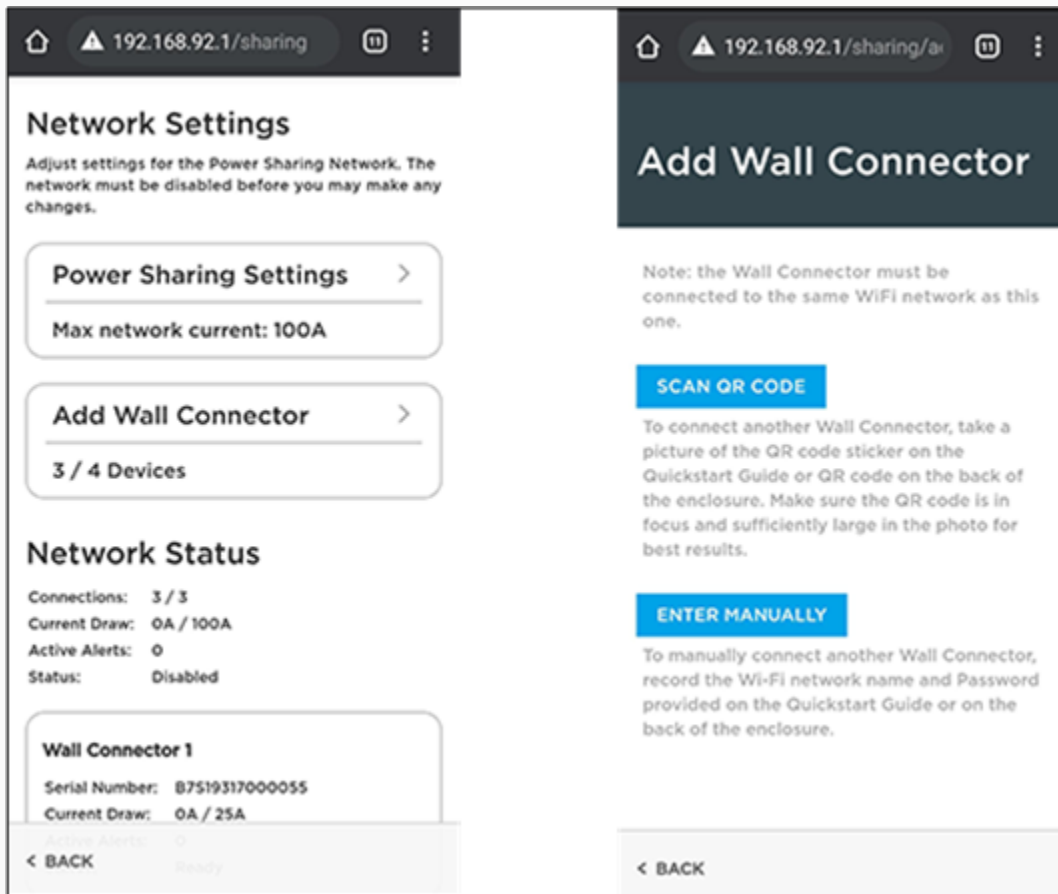 192.168.92.1/sharing
11
Network Settings
Adjust settings for the Power Sharing Network. The
network must be disabled before you may make any
changes.
Power Sharing Settings
Max network current: 100A
Add Wall Connector
3 / 4 Devices
Network Status
Connections: 3 / 3
Current Draw: 0A / 100A
Active Alerts: 0
Status: Disabled
Wall Connector 1
Serial Number: B7S19317000055
Current Draw: 0A / 25A
Active Alerts: 0
Ready
< BACK
192.168.92.1/sharing/a
11
Add Wall Connector
Note: the Wall Connector must be
connected to the same WiFi network as this
one.
SCAN QR CODE
To connect another Wall Connector, take a
picture of the QR code sticker on the
Quickstart Guide or QR code on the back of
the enclosure. Make sure the QR code is in
focus and sufficiently large in the photo for
best results.
ENTER MANUALLY
To manually connect another Wall Connector,
record the Wi-Fi network name and Password
provided on the Quickstart Guide or on the
back of the enclosure.
< BACK